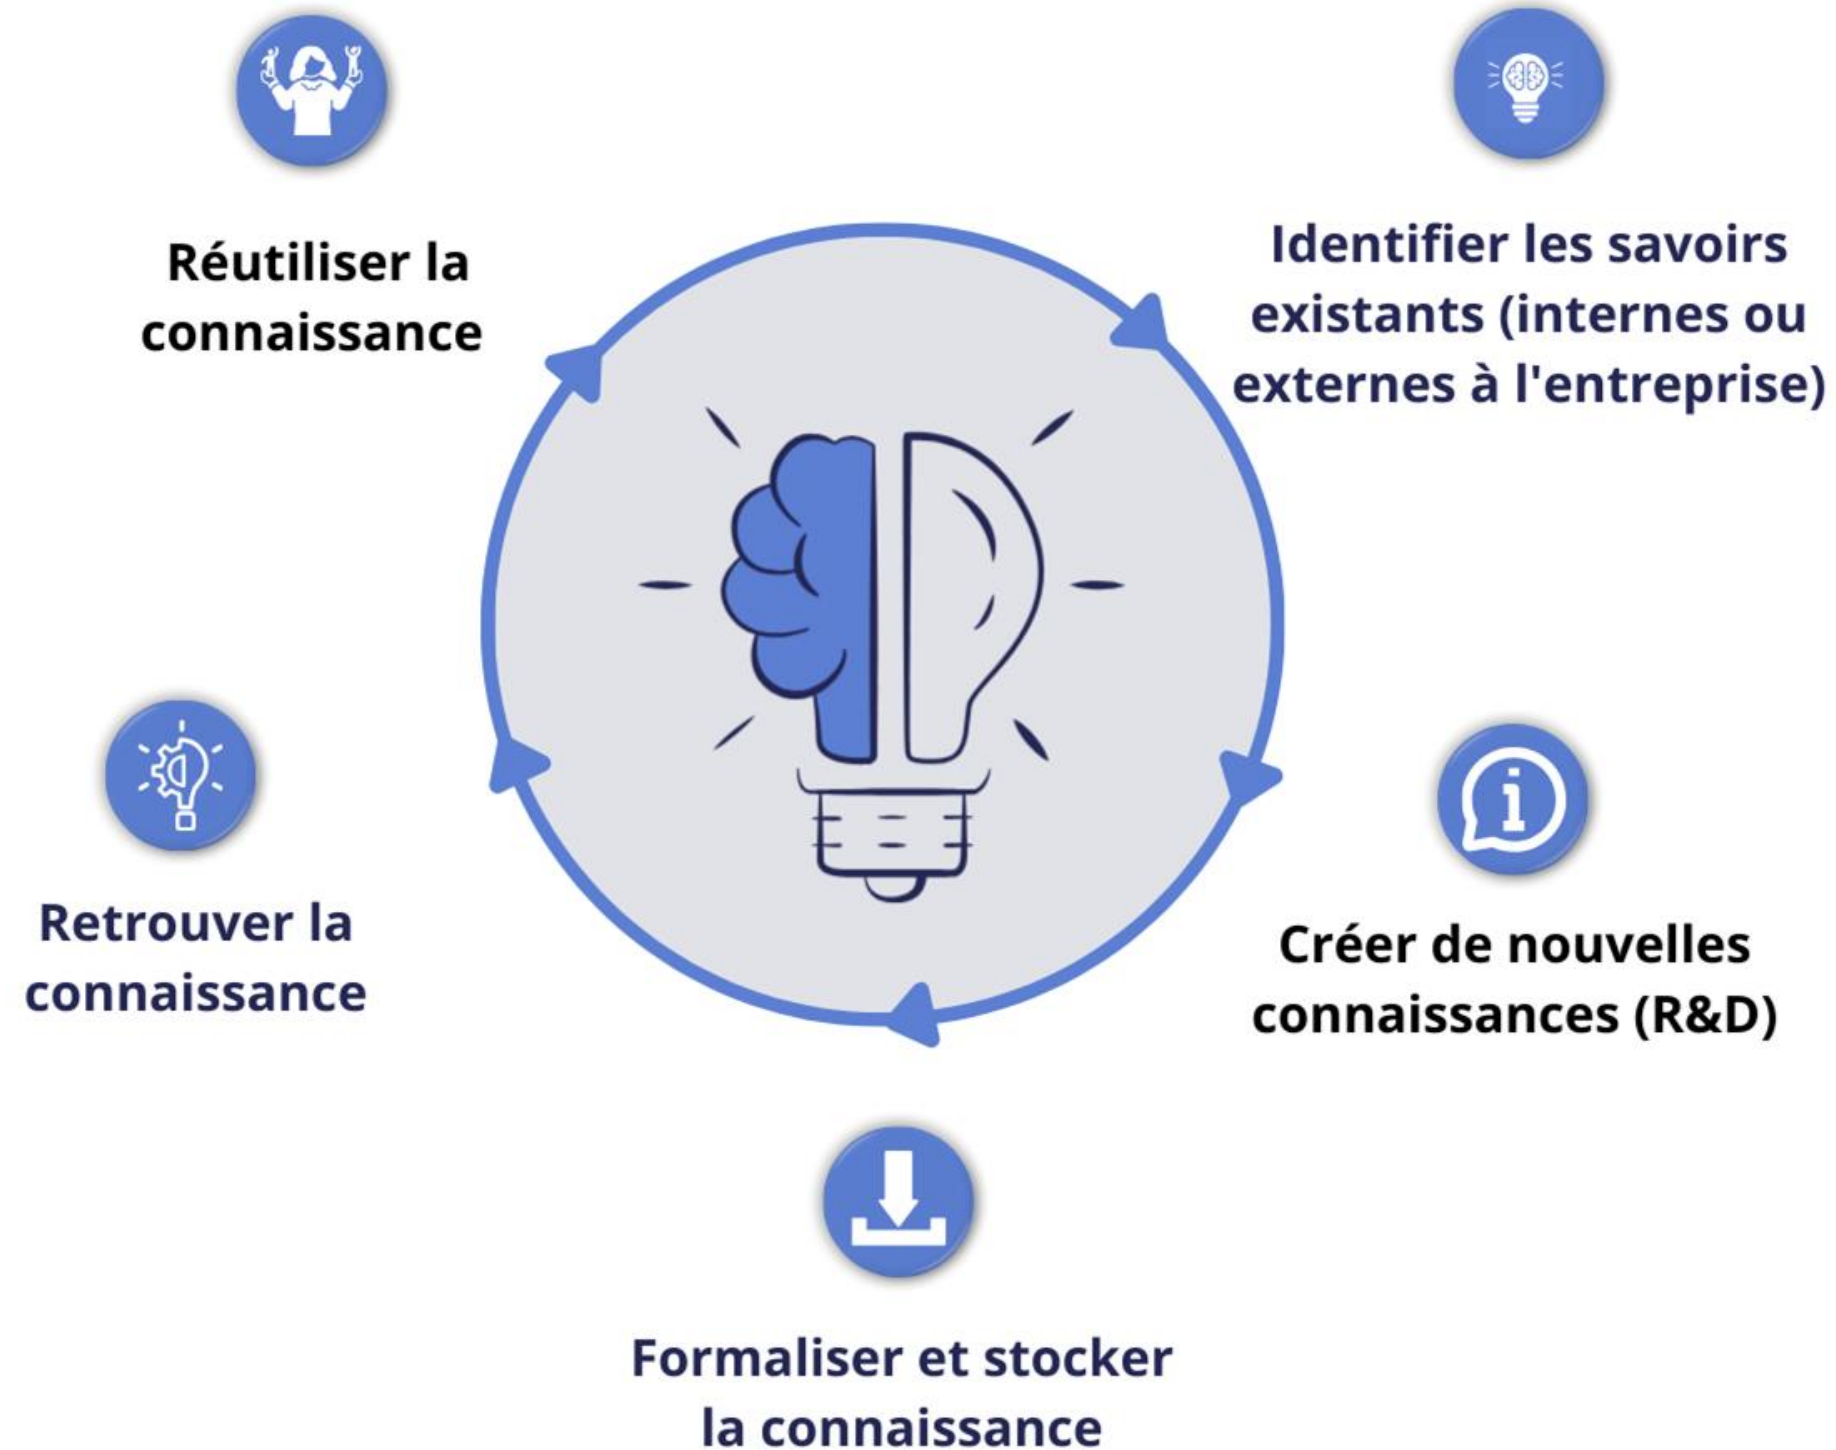 Réutiliser la
connaissance
Identifier les savoirs
existants (internes ou
externes à l'entreprise)
Retrouver la
connaissance
Créer de nouvelles
connaissances (R&D)
Formaliser et stocker
la connaissance